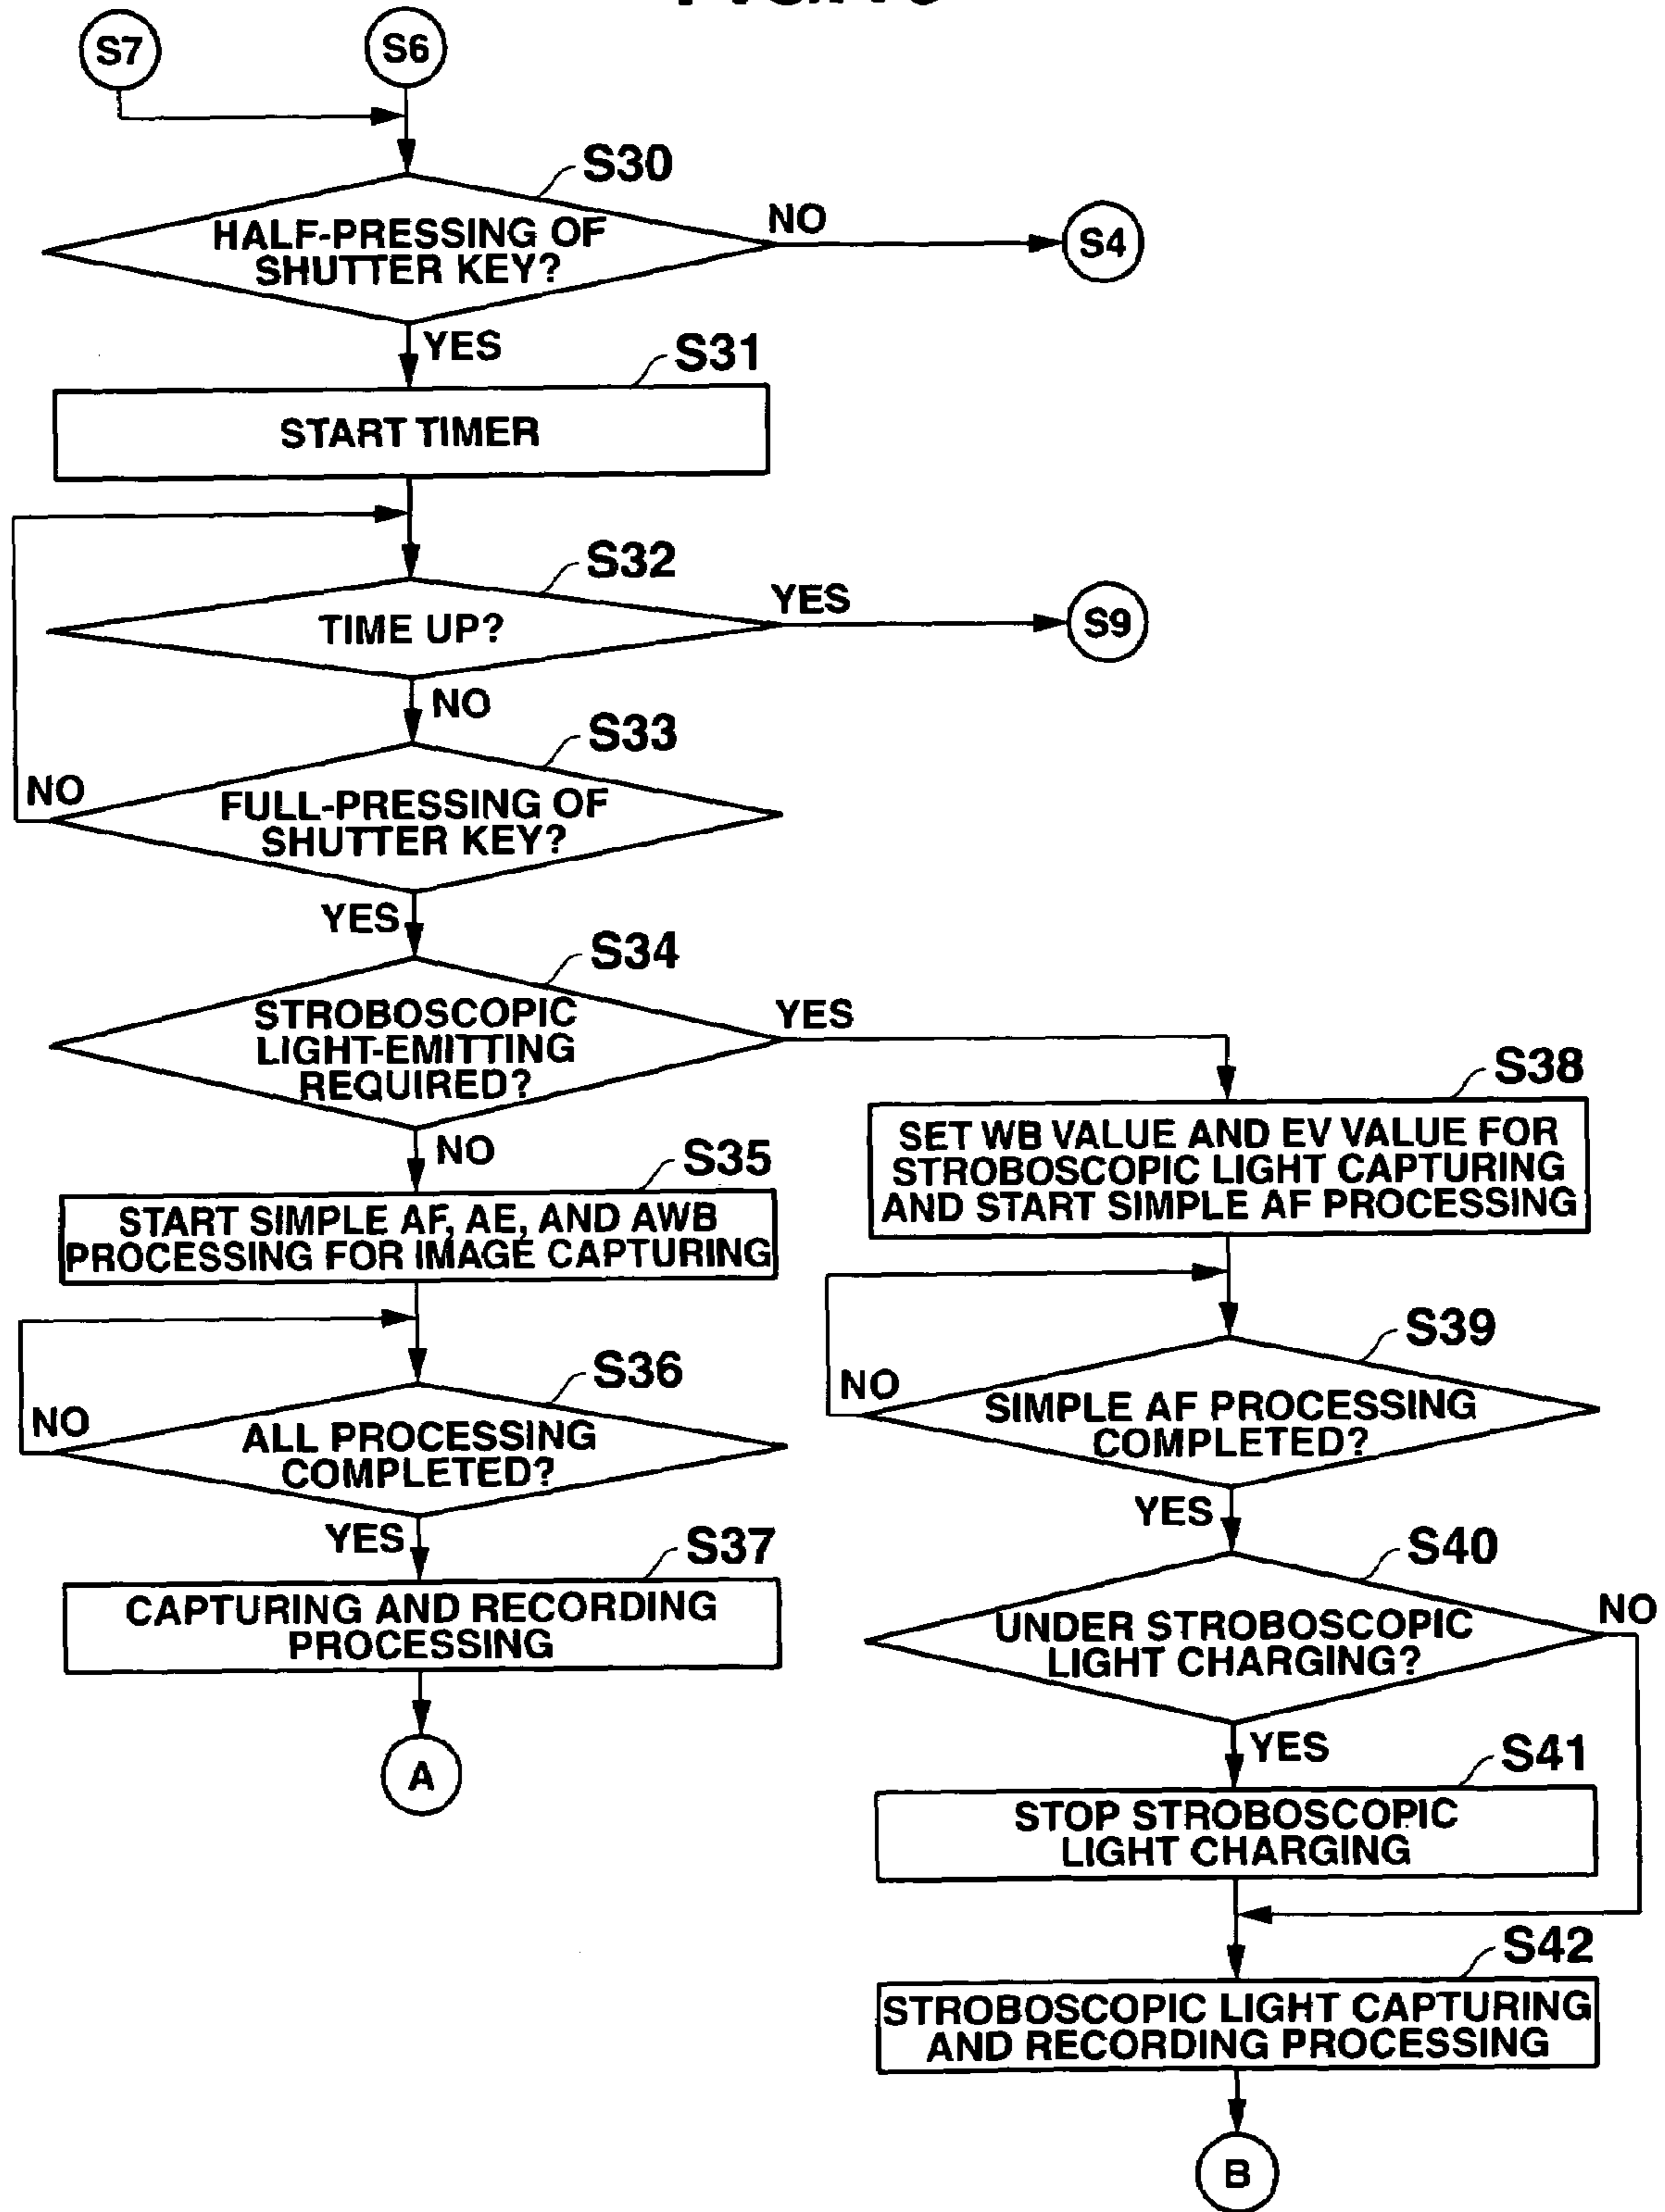 S7
S6
S30
HALF-PRESSING OF
SHUTTER KEY?
NO
S4
YES
S31
START TIMER
S32
TIME UP?
YES
S9
NO
S33
FULL-PRESSING OF
SHUTTER KEY?
NO
YES
S34
STROBOSCOPIC
LIGHT-EMITTING
REQUIRED?
YES
NO
S35
START SIMPLE AF, AE, AND AWB
PROCESSING FOR IMAGE CAPTURING
S36
NO
ALL PROCESSING
COMPLETED?
YES
S37
CAPTURING AND RECORDING
PROCESSING
A
S38
SET WB VALUE AND EV VALUE FOR
STROBOSCOPIC LIGHT CAPTURING
AND START SIMPLE AF PROCESSING
S39
NO
SIMPLE AF PROCESSING
COMPLETED?
YES
S40
NO
UNDER STROBOSCOPIC
LIGHT CHARGING?
YES
S41
STOP STROBOSCOPIC
LIGHT CHARGING
S42
STROBOSCOPIC LIGHT CAPTURING
AND RECORDING PROCESSING
B